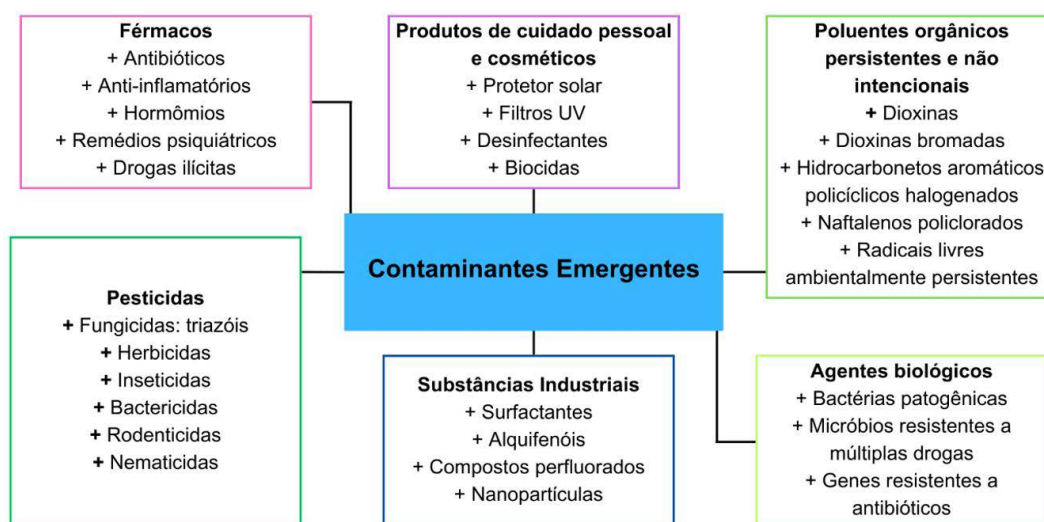 Férmacos
+ Antibióticos
+ Anti-inflamatórios
+ Hormômios
+ Remédios psiquiátricos
+ Drogas ilícitas
Produtos de cuidado pessoal
e cosméticos
+ Protetor solar
+ Filtros UV
+ Desinfectantes
+ Biocidas
Poluentes orgânicos
persistentes e não
intencionais
+ Dioxinas
+ Dioxinas bromadas
+ Hidrocarbonetos aromáticos
policíclicos halogenados
+ Naftalenos policlorados
+ Radicais livres
ambientalmente persistentes
Contaminantes Emergentes
Pesticidas
+ Fungicidas: triazóis
+ Herbicidas
+ Inseticidas
+ Bactericidas
+ Rodenticidas
+ Nematicidas
Substâncias Industriais
+ Surfactantes
+ Alquifenóis
+ Compostos perfluorados
+ Nanopartículas
Agentes biológicos
+ Bactérias patogênicas
+ Micróbios resistentes a
múltiplas drogas
+ Genes resistentes a
antibióticos